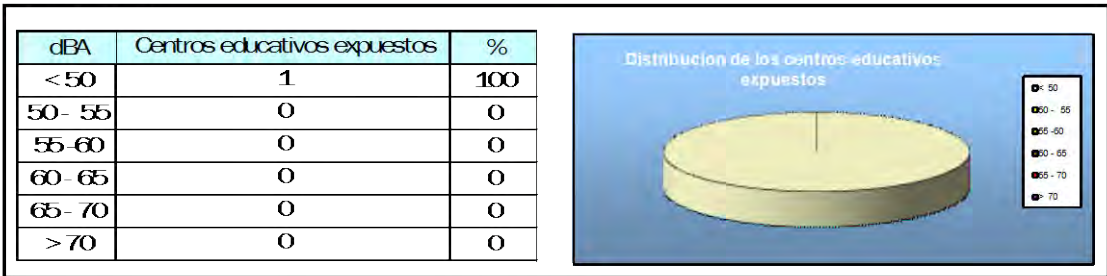 dBA Centros educativos expuestos %
< 50 1 100
50 - 55 0 0
55-60 0 0
60-65 0 0
65-70 0 0
> 70 0 0
Distribucion de los centros educativos
expuestos
< 50
50 - 55
55 -60
60 - 65
65 - 70
> 70